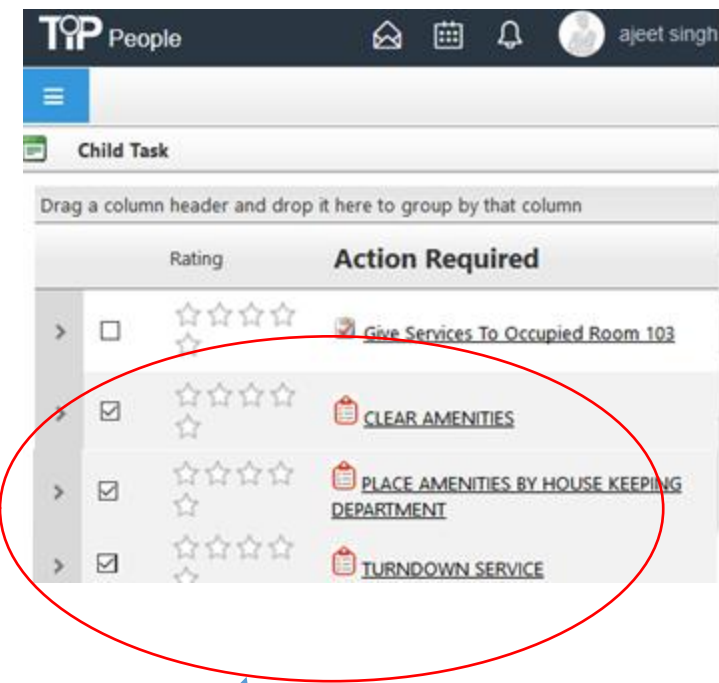 TiP People ajeet singh
Child Task
Drag a column header and drop it here to group by that column
Rating Action Required
Give Services To Occupied Room 103
CLEAR AMENITIES
PLACE AMENITIES BY HOUSE KEEPING
DEPARTMENT
TURNDOWN SERVICE